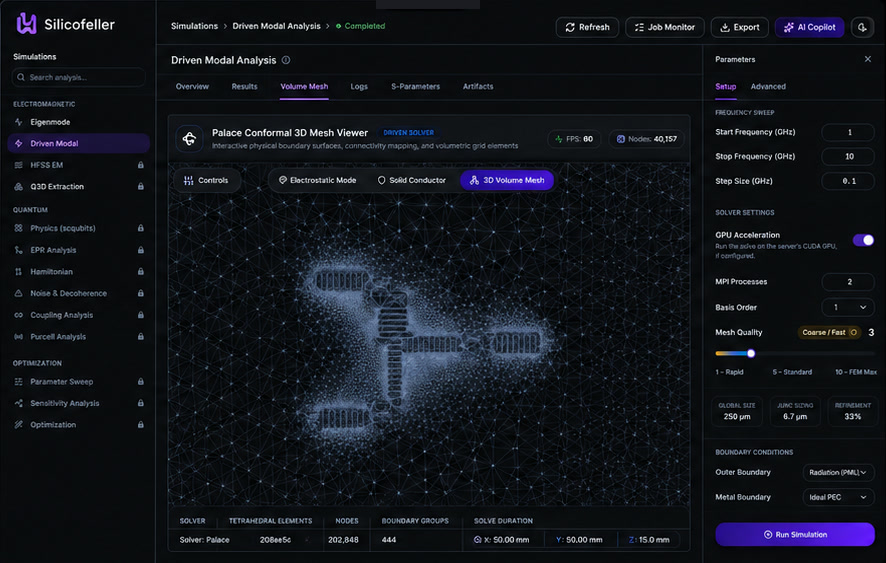 Silicofeller
Simulations
Search analysis...
ELECTROMAGNETIC
Eigenmode
Driven Modal
HFSS EM
Q3D Extraction
QUANTUM
Physics (scqubits)
EPR Analysis
Hamiltonian
Noise & Decoherence
Coupling Analysis
Purcell Analysis
OPTIMIZATION
Parameter Sweep
Sensitivity Analysis
Optimization
Simulations > Driven Modal Analysis > Completed
Refresh
Job Monitor
Export
AI Copilot
Driven Modal Analysis
Overview Results Volume Mesh Logs S-Parameters Artifacts
Palace Conformal 3D Mesh Viewer DRIVEN SOLVER
Interactive physical boundary surfaces, connectivity mapping, and volumetric grid elements
FPS: 60
Nodes: 40,157
Controls
Electrostatic Mode
Solid Conductor
3D Volume Mesh
SOLVER TETRAHEDRAL ELEMENTS NODES BOUNDARY GROUPS SOLVE DURATION
Solver: Palace 208ee5c 202,848 444 X: 50.00 mm Y: 50,00 mm Z: 15.0 mm
Parameters
Setup Advanced
FREQUENCY SWEEP
Start Frequency (GHz) 1
Stop Frequency (GHz) 10
Step Size (GHz) 0.1
SOLVER SETTINGS
GPU Acceleration
Run the solve on the server's CUDA GPU,
if configured.
MPI Processes 2
Basis Order 1
Mesh Quality Coarse / Fast 3
1 – Rapid 5 – Standard 10 – FEM Max
GLOBAL SIZE
250 µm
JUNC SIZING
6.7 µm
REFINEMENT
33%
BOUNDARY CONDITIONS
Outer Boundary Radiation (PML)
Metal Boundary Ideal PEC
Run Simulation